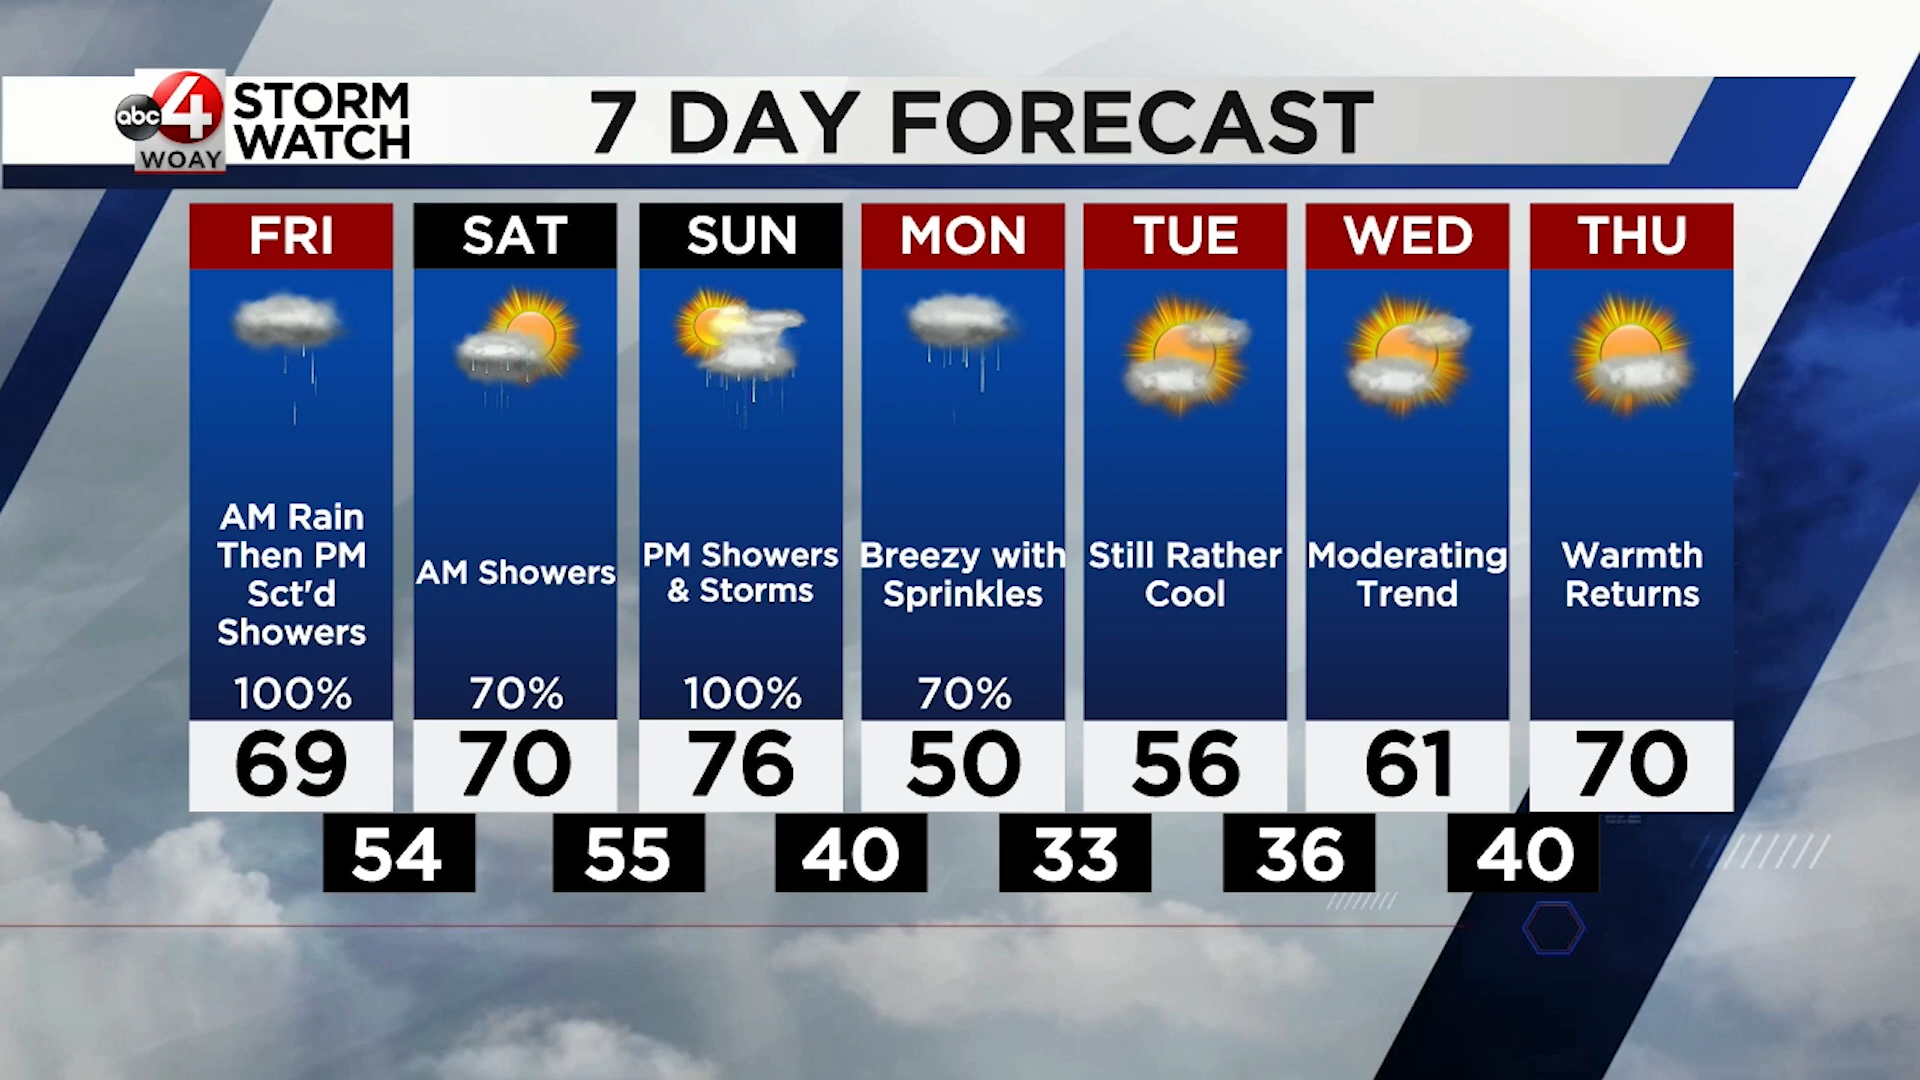 abc 4
WOAY
STORM
WATCH
7 DAY FORECAST
FRI
AM Rain
Then PM
Sct'd
Showers
100%
69
SAT
AM Showers
70%
70
SUN
PM Showers
& Storms
100%
76
MON
Breezy with
Sprinkles
70%
50
TUE
Still Rather
Cool
56
WED
Moderating
Trend
61
THU
Warmth
Returns
70
54
55
40
33
36
40